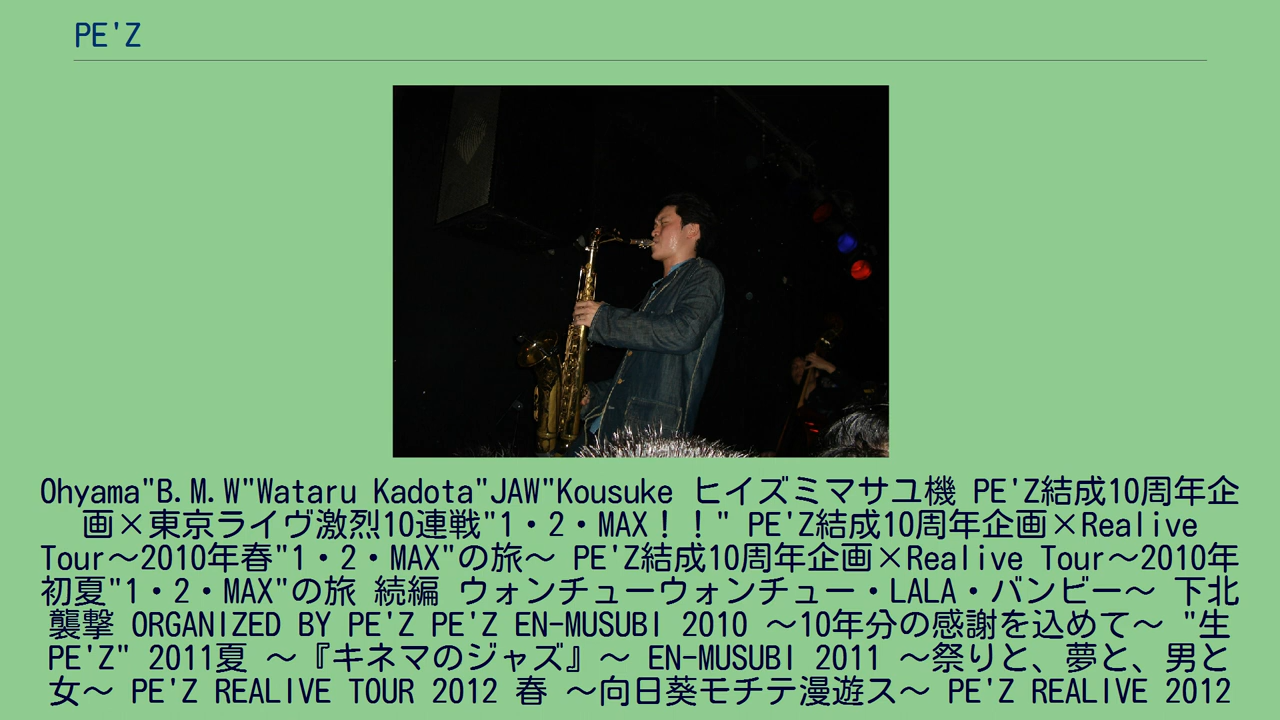 PE'Z
Ohyama"B.M.W"Wataru Kadota"JAW"Kousuke ヒイズミマサユ機 PE'Z結成10周年企
画×東京ライヴ激烈10連戦"1・2・MAX！！" PE'Z結成10周年企画×Realive
Tour〜2010年春"1・2・MAX"の旅〜 PE'Z結成10周年企画×Realive Tour〜2010年
初夏"1・2・MAX"の旅 続編 ウォンチューウォンチュー・LALA・バンビー〜 下北
襲撃 ORGANIZED BY PE'Z PE'Z EN-MUSUBI 2010 〜10年分の感謝を込めて〜 "生
PE'Z" 2011夏 〜『キネマのジャズ』〜 EN-MUSUBI 2011 〜祭りと、夢と、男と
女〜 PE'Z REALIVE TOUR 2012 春 〜向日葵モチテ漫遊ス〜 PE'Z REALIVE 2012